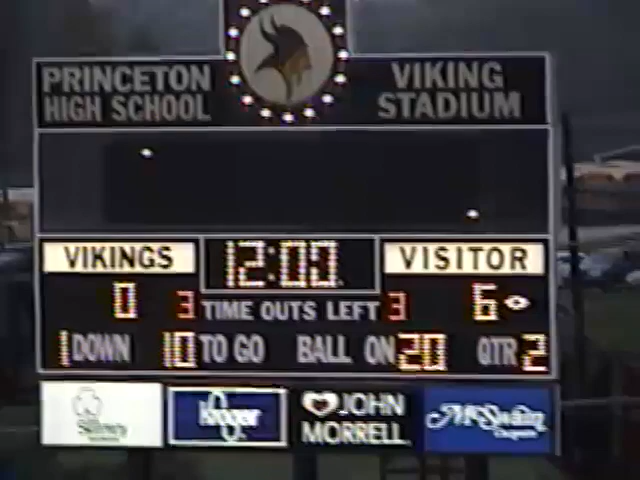 PRINCETON
HIGH SCHOOL
VIKING
STADIUM
VIKINGS 12:00 VISITOR
0 3 TIME OUTS LEFT 3 6
1 DOWN 10 TO GO BALL ON 20 QTR 2
Kroger
JOHN
MORRELL